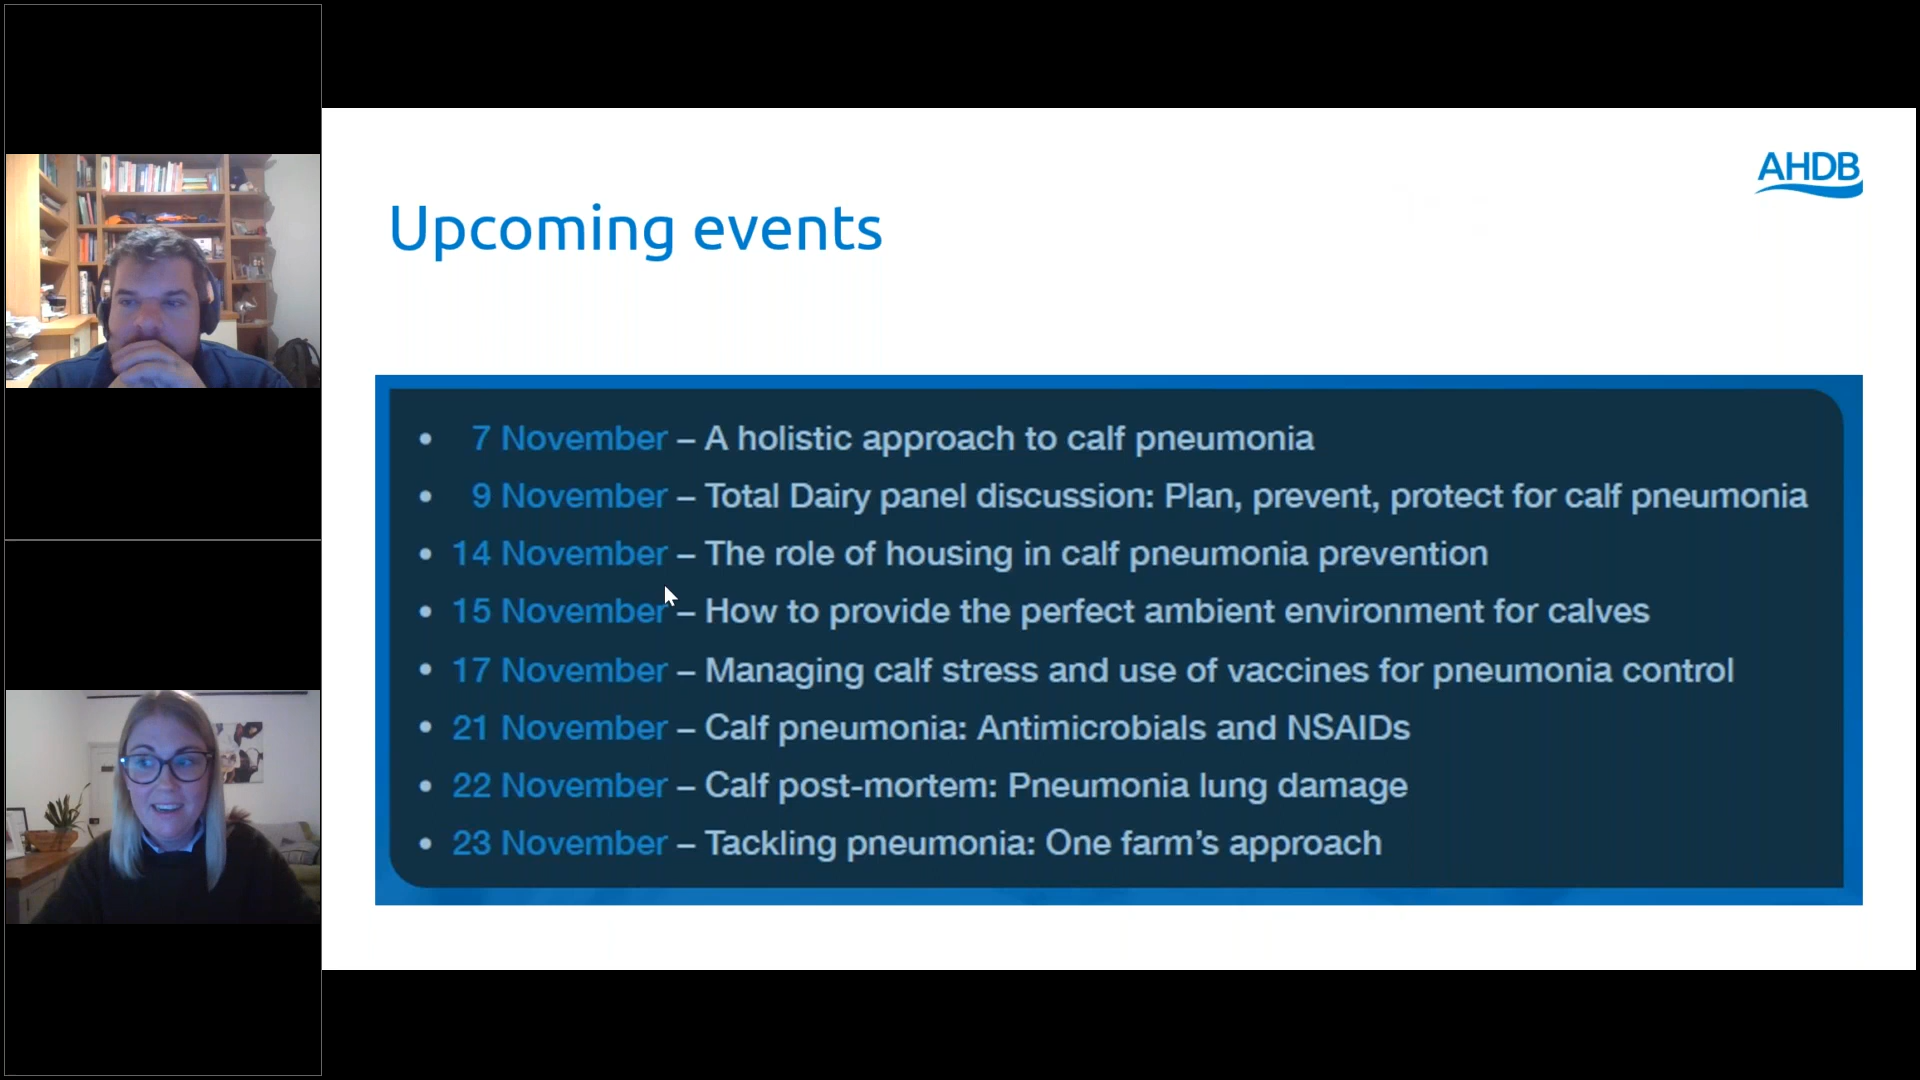 AHDB
Upcoming events
• 7 November – A holistic approach to calf pneumonia
• 9 November – Total Dairy panel discussion: Plan, prevent, protect for calf pneumonia
• 14 November – The role of housing in calf pneumonia prevention
• 15 November – How to provide the perfect ambient environment for calves
• 17 November – Managing calf stress and use of vaccines for pneumonia control
• 21 November – Calf pneumonia: Antimicrobials and NSAIDs
• 22 November – Calf post-mortem: Pneumonia lung damage
• 23 November – Tackling pneumonia: One farm’s approach